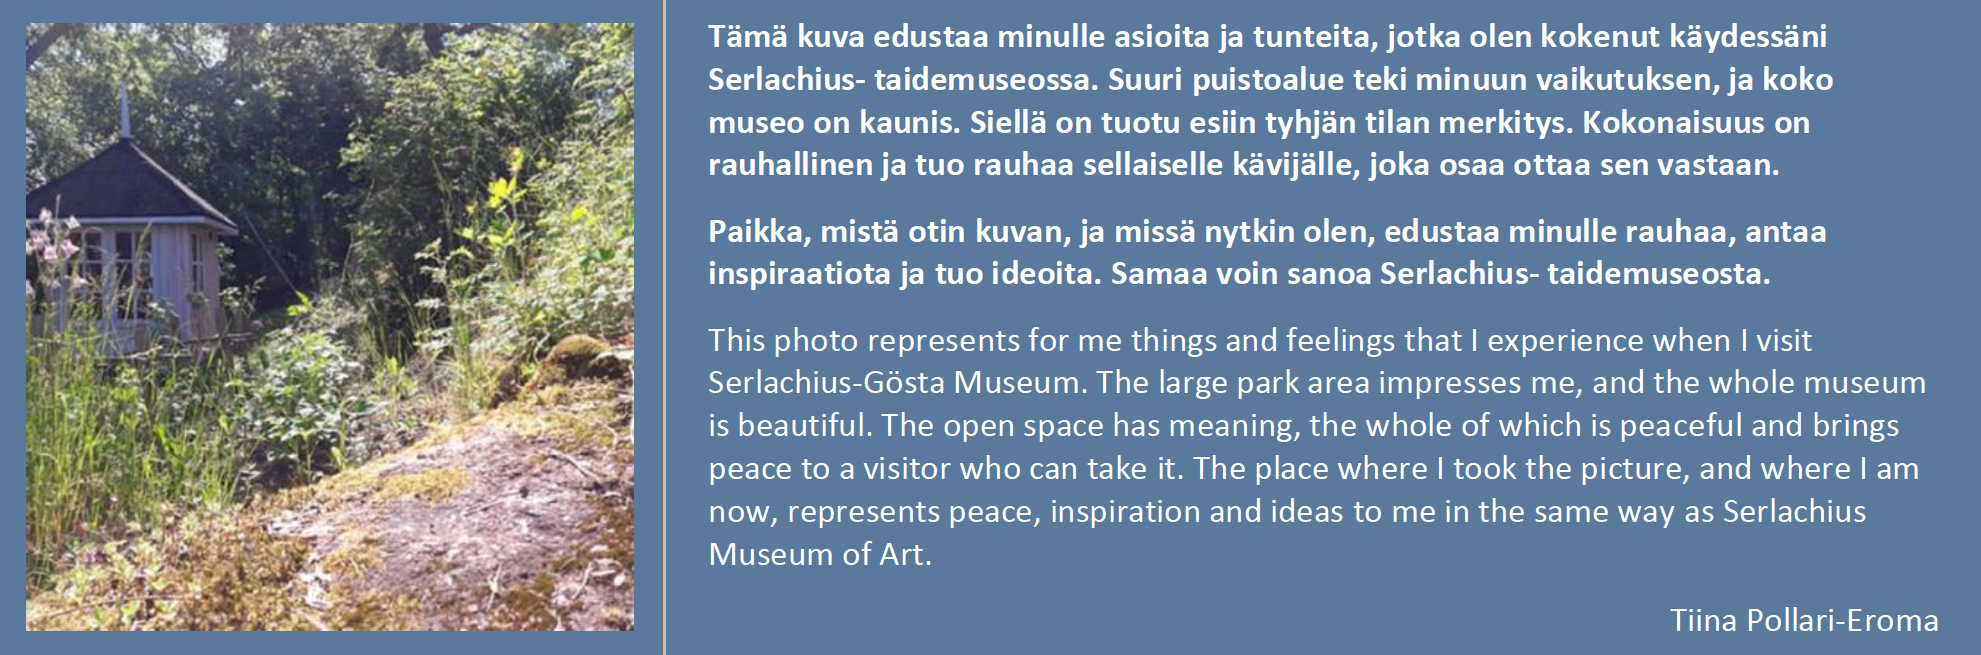 Tämä kuva edustaa minulle asioita ja tunteita, jotka olen kokenut käydessäni
Serlachius- taidemuseossa. Suuri puistoalue teki minuun vaikutuksen, ja koko
museo on kaunis. Siellä on tuotu esiin tyhjän tilan merkitys. Kokonaisuus on
rauhallinen ja tuo rauhaa sellaiselle kävijälle, joka osaa ottaa sen vastaan.
Paikka, mistä otin kuvan, ja missä nytkin olen, edustaa minulle rauhaa, antaa
inspiraatiota ja tuo ideoita. Samaa voin sanoa Serlachius- taidemuseosta.
This photo represents for me things and feelings that I experience when I visit
Serlachius-Gösta Museum. The large park area impresses me, and the whole museum
is beautiful. The open space has meaning, the whole of which is peaceful and brings
peace to a visitor who can take it. The place where I took the picture, and where I am
now, represents peace, inspiration and ideas to me in the same way as Serlachius
Museum of Art.
Tiina Pollari-Eroma